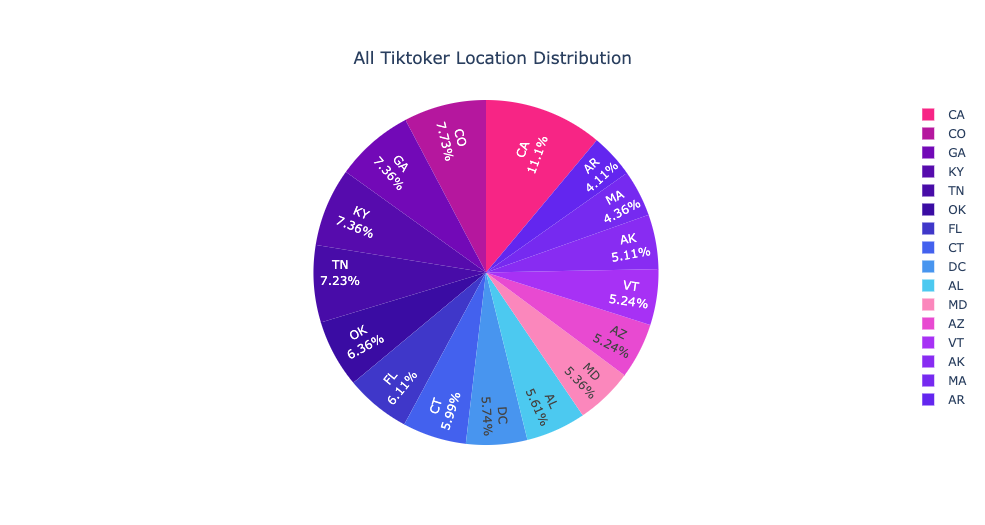 All Tiktoker Location Distribution
CA
11.1%
CO
7.73%
GA
7.36%
KY
7.36%
TN
7.23%
OK
6.36%
FL
6.11%
CT
5.99%
DC
5.74%
AL
5.61%
MD
5.36%
AZ
5.24%
VT
5.24%
AK
5.11%
MA
4.36%
AR
4.11%
CA
CO
GA
KY
TN
OK
FL
CT
DC
AL
MD
AZ
VT
AK
MA
AR